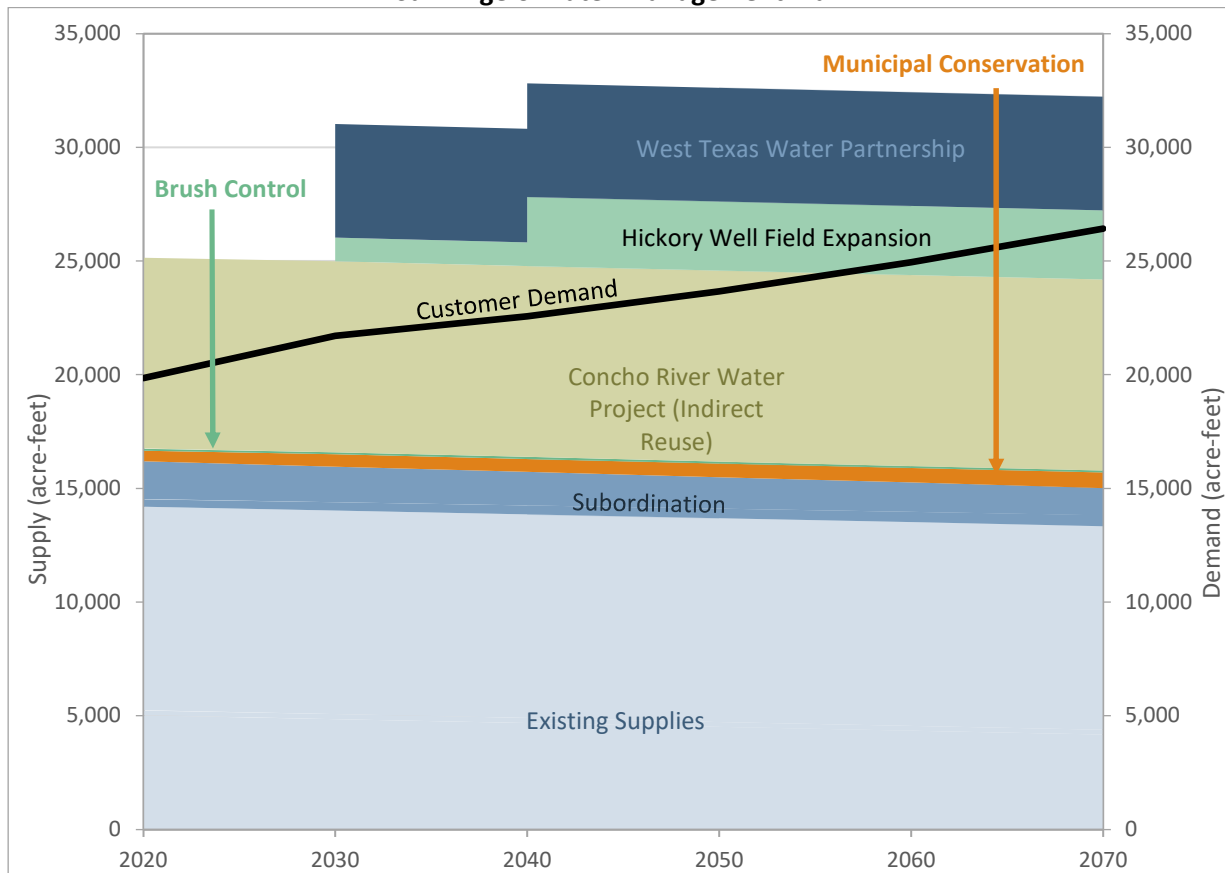 35,000
30,000
25,000
20,000
15,000
10,000
5,000
0
Supply (acre-feet)
35,000
30,000
25,000
20,000
15,000
10,000
5,000
0
Demand (acre-feet)
Municipal Conservation
West Texas Water Partnership
Brush Control
Hickory Well Field Expansion
Customer Demand
Concho River Water
Project (Indirect
Reuse)
Subordination
Existing Supplies
2020
2030
2040
2050
2060
2070